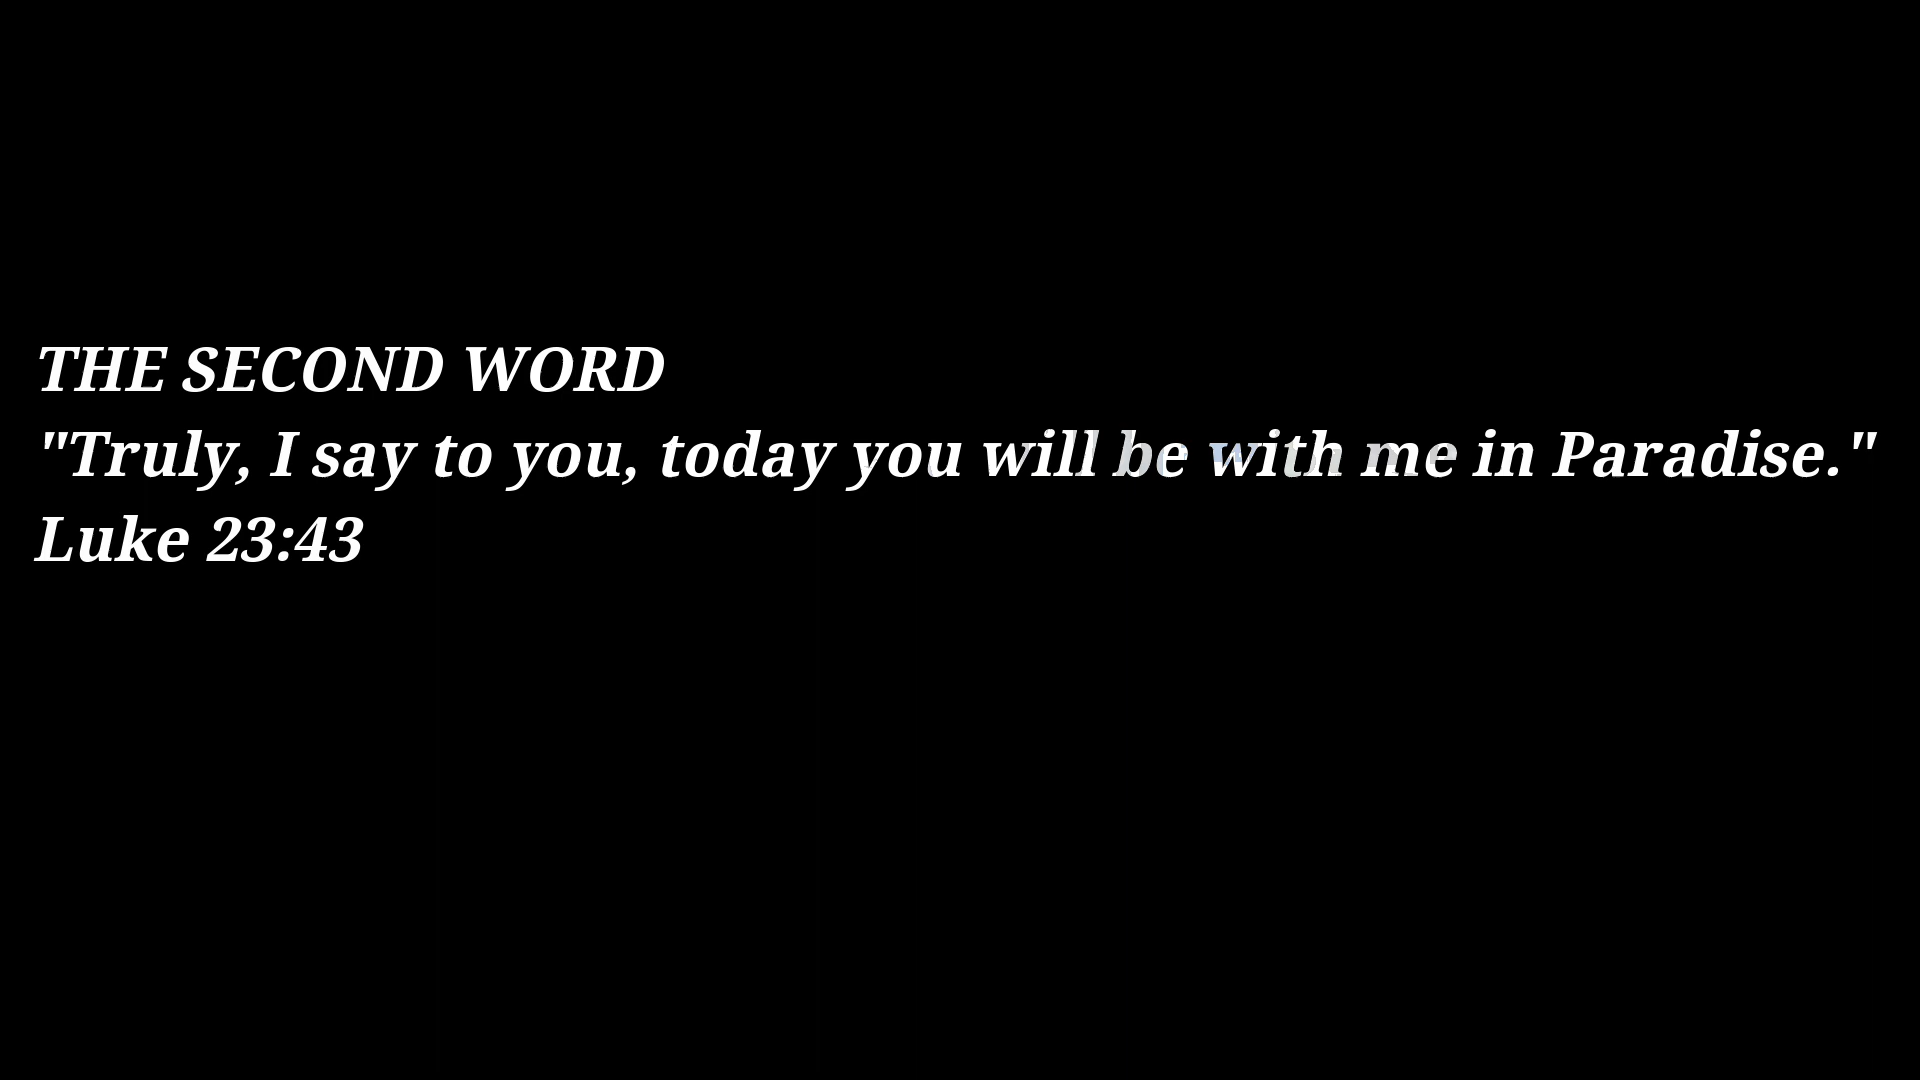 THE SECOND WORD
"Truly, I say to you, today you will be with me in Paradise."
Luke 23:43